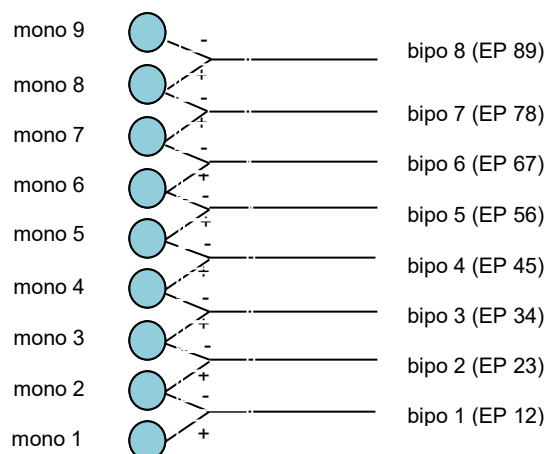 mono 9
-
bipo 8 (EP 89)
+
mono 8
-
bipo 7 (EP 78)
+
mono 7
-
bipo 6 (EP 67)
+
mono 6
-
bipo 5 (EP 56)
+
mono 5
-
bipo 4 (EP 45)
+
mono 4
-
bipo 3 (EP 34)
+
mono 3
-
bipo 2 (EP 23)
+
mono 2
-
bipo 1 (EP 12)
+
mono 1